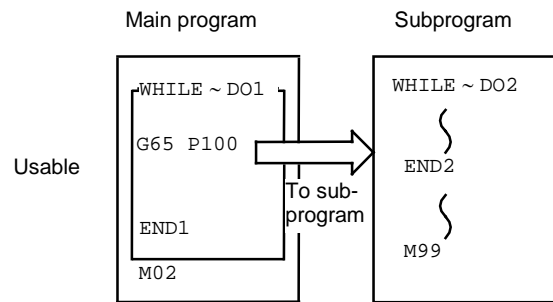 Main program
Subprogram
WHILE ~ DO1
WHILE ~ DO2
G65 P100
Usable
END2
To sub-
program
END1
M99
M02